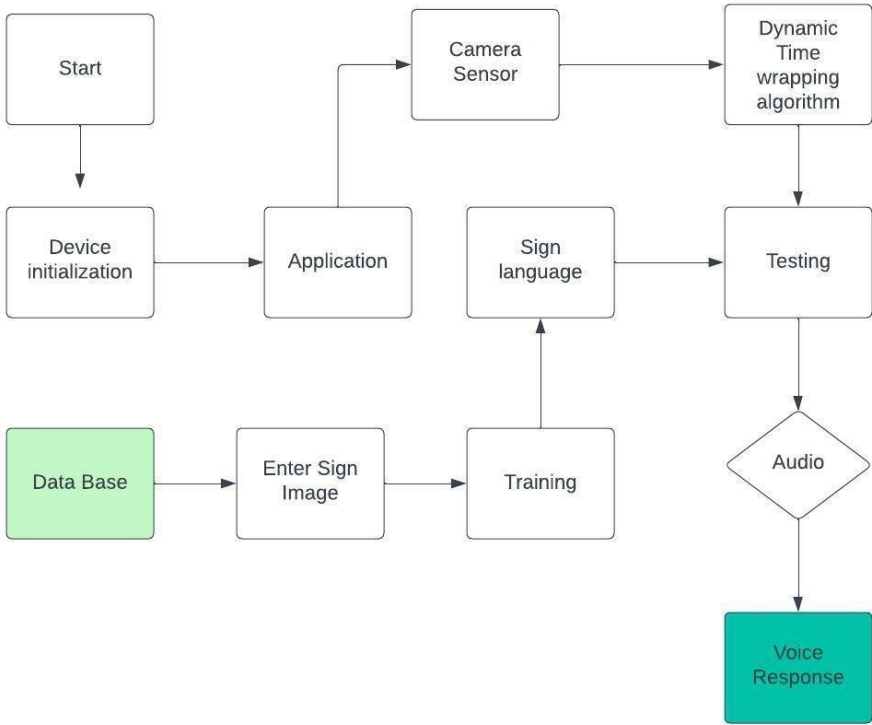 Start
Camera
Sensor
Dynamic
Time
wrapping
algorithm
Device
initialization
Application
Sign
language
Testing
Data Base
Enter Sign
Image
Training
Audio
Voice
Response